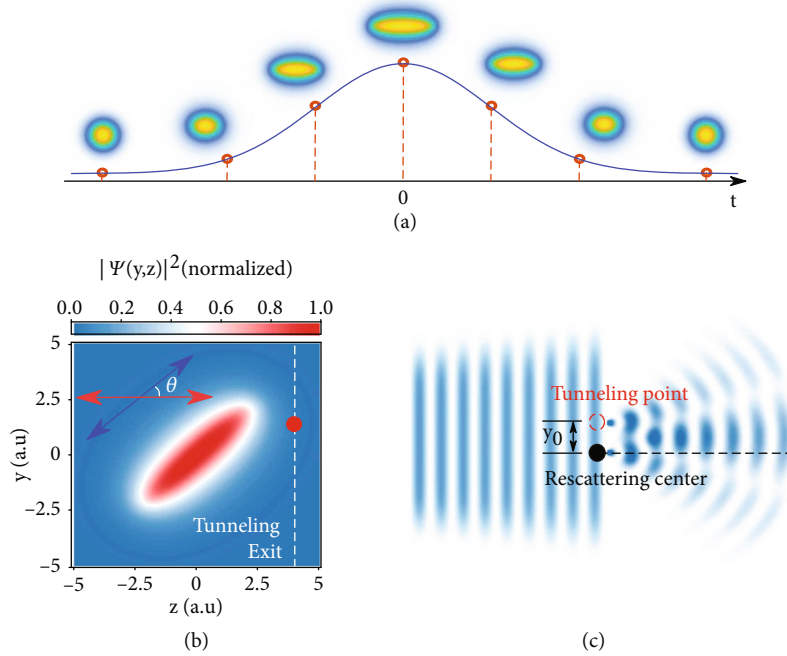 0
t
(a)
|Ψ(y,z)|² (normalized)
0.0 0.2 0.4 0.6 0.8 1.0
5
2.5
0
−2.5
−5
y (a.u)
θ
Tunneling
Exit
−5 −2.5 0 2.5 5
z (a.u)
(b)
Tunneling point
y₀
Rescattering center
(c)